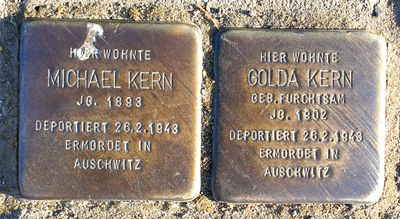 HIER WOHNTE
MICHAEL KERN
JG. 1893
DEPORTIERT 26.2.1943
ERMORDET IN
AUSCHWITZ
HIER WOHNTE
GOLDA KERN
GEB. FURCHTSAM
JG. 1902
DEPORTIERT 26.2.1943
ERMORDET IN
AUSCHWITZ